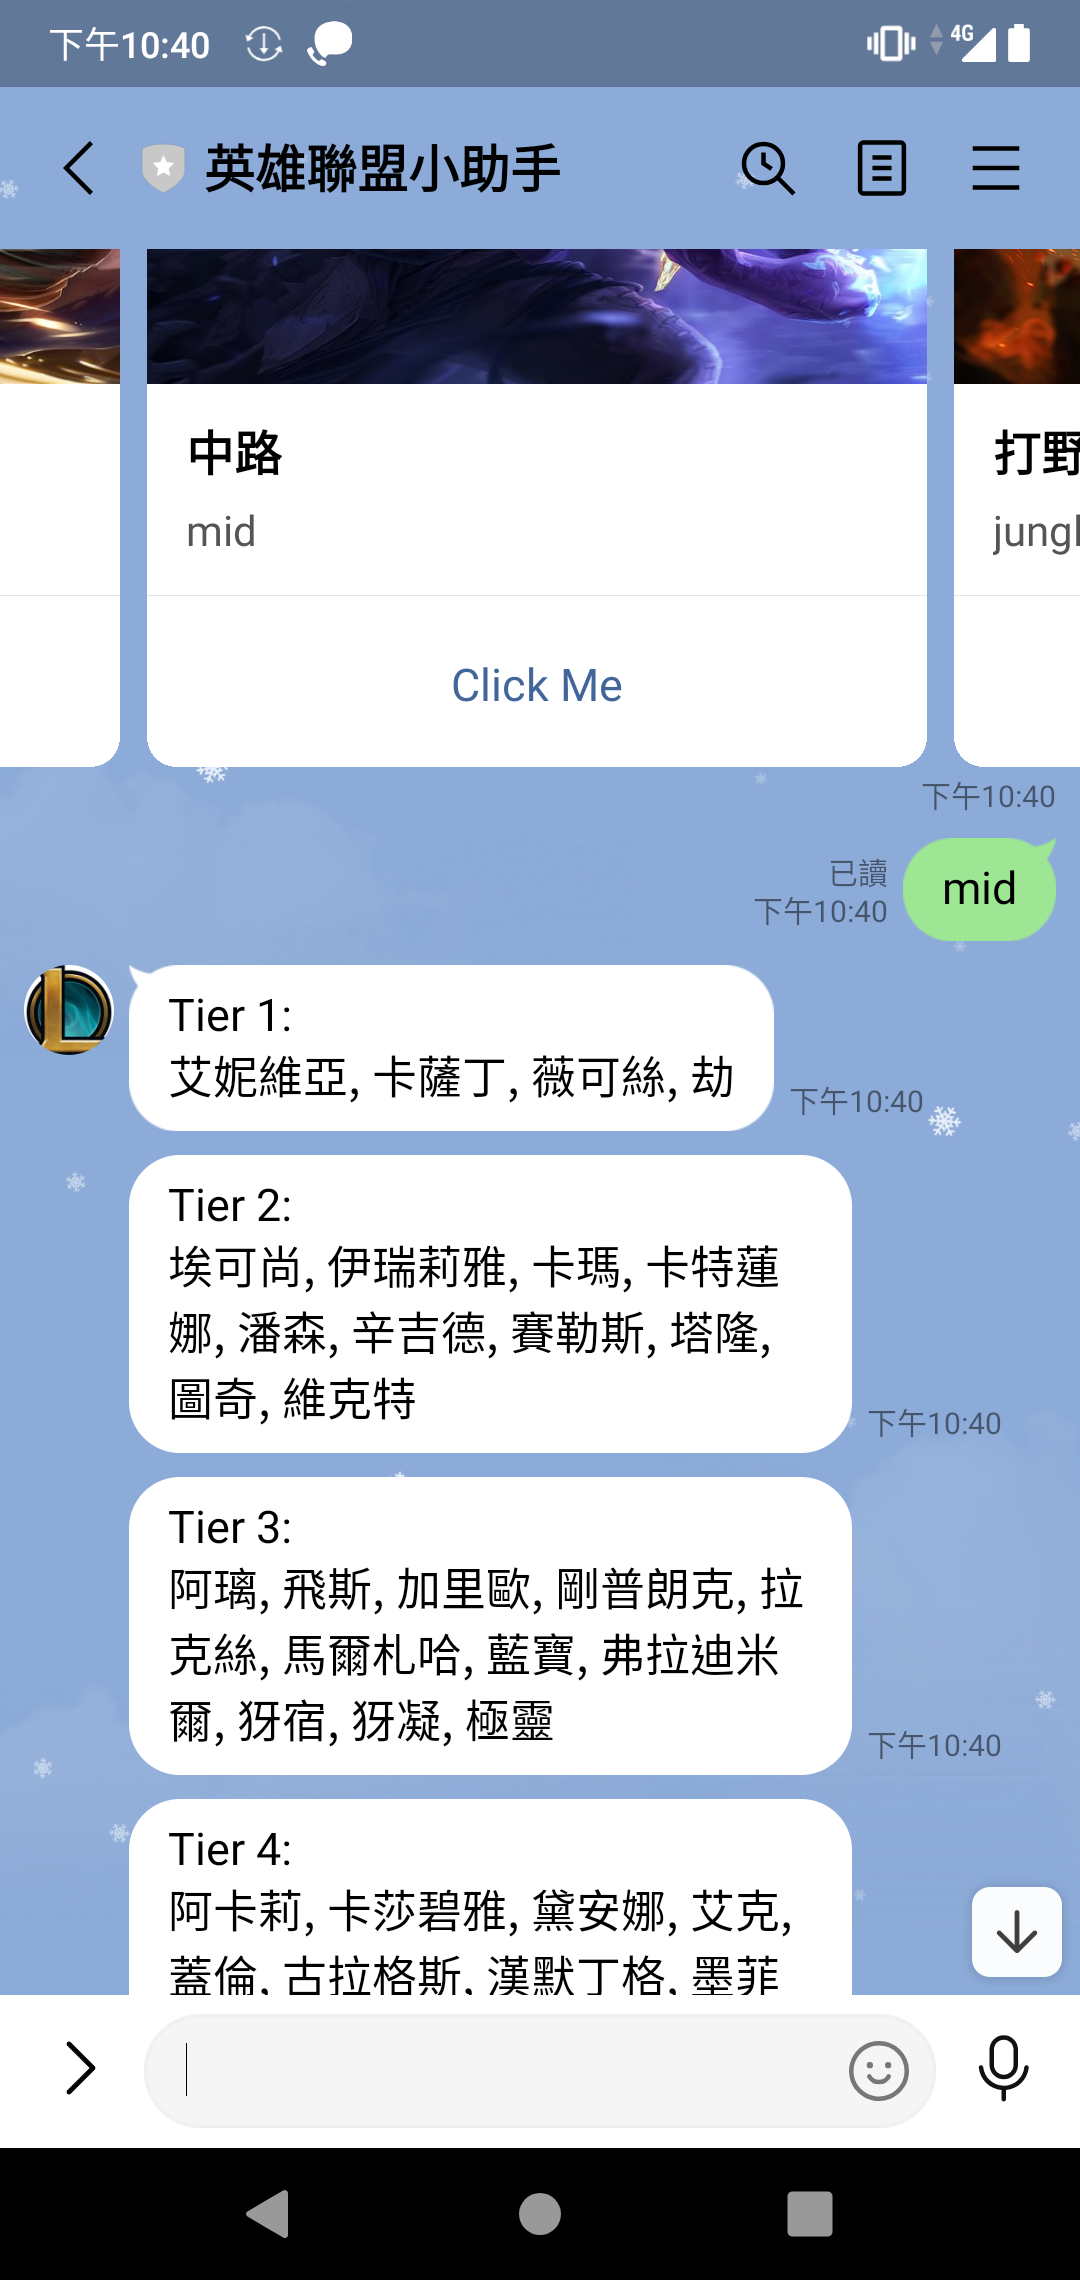 下午10:40
4G
英雄聯盟小助手
中路
mid
Click Me
打野
jungl
下午10:40
已讀
下午10:40
mid
Tier 1:
艾妮維亞, 卡薩丁, 薇可絲, 劫
下午10:40
Tier 2:
埃可尚, 伊瑞莉雅, 卡瑪, 卡特蓮
娜, 潘森, 辛吉德, 賽勒斯, 塔隆,
圖奇, 維克特
下午10:40
Tier 3:
阿璃, 飛斯, 加里歐, 剛普朗克, 拉
克絲, 馬爾札哈, 藍寶, 弗拉迪米
爾, 犽宿, 犽凝, 極靈
下午10:40
Tier 4:
阿卡莉, 卡莎碧雅, 黛安娜, 艾克,
蓋倫, 古拉格斯, 漢默丁格, 墨菲